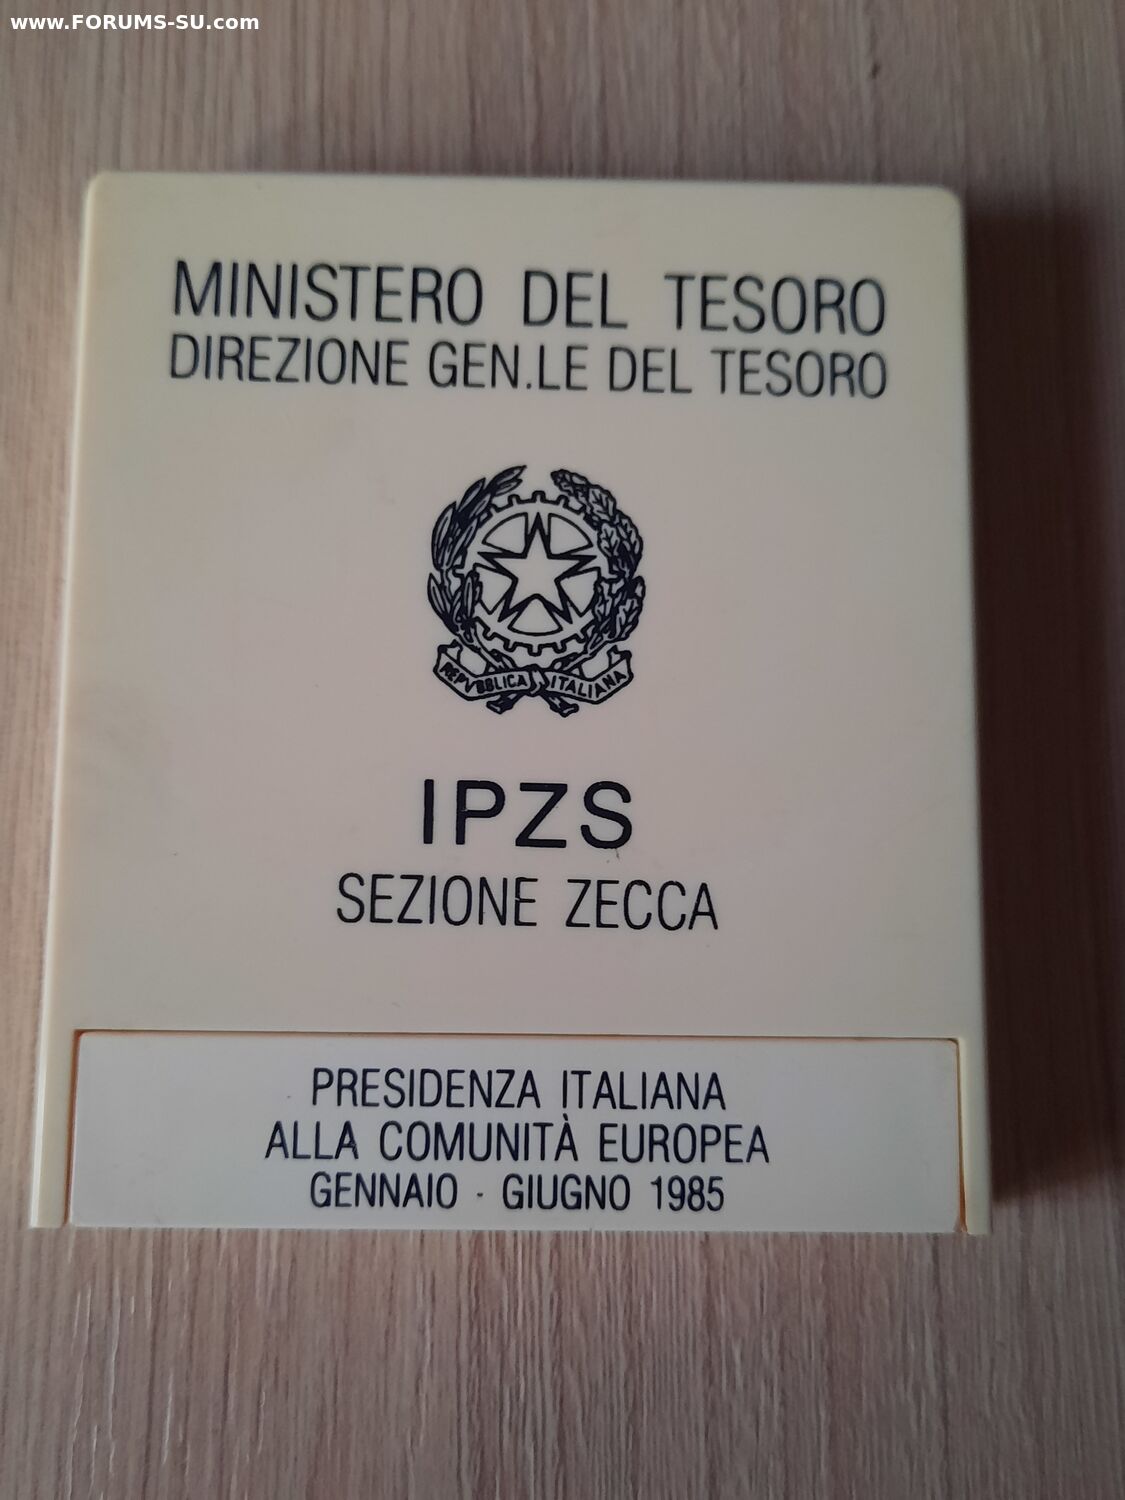 www.FORUMS-SU.com
MINISTERO DEL TESORO
DIREZIONE GEN.LE DEL TESORO
REPVBBLICA ITALIANA
IPZS
SEZIONE ZECCA
PRESIDENZA ITALIANA
ALLA COMUNITÀ EUROPEA
GENNAIO - GIUGNO 1985